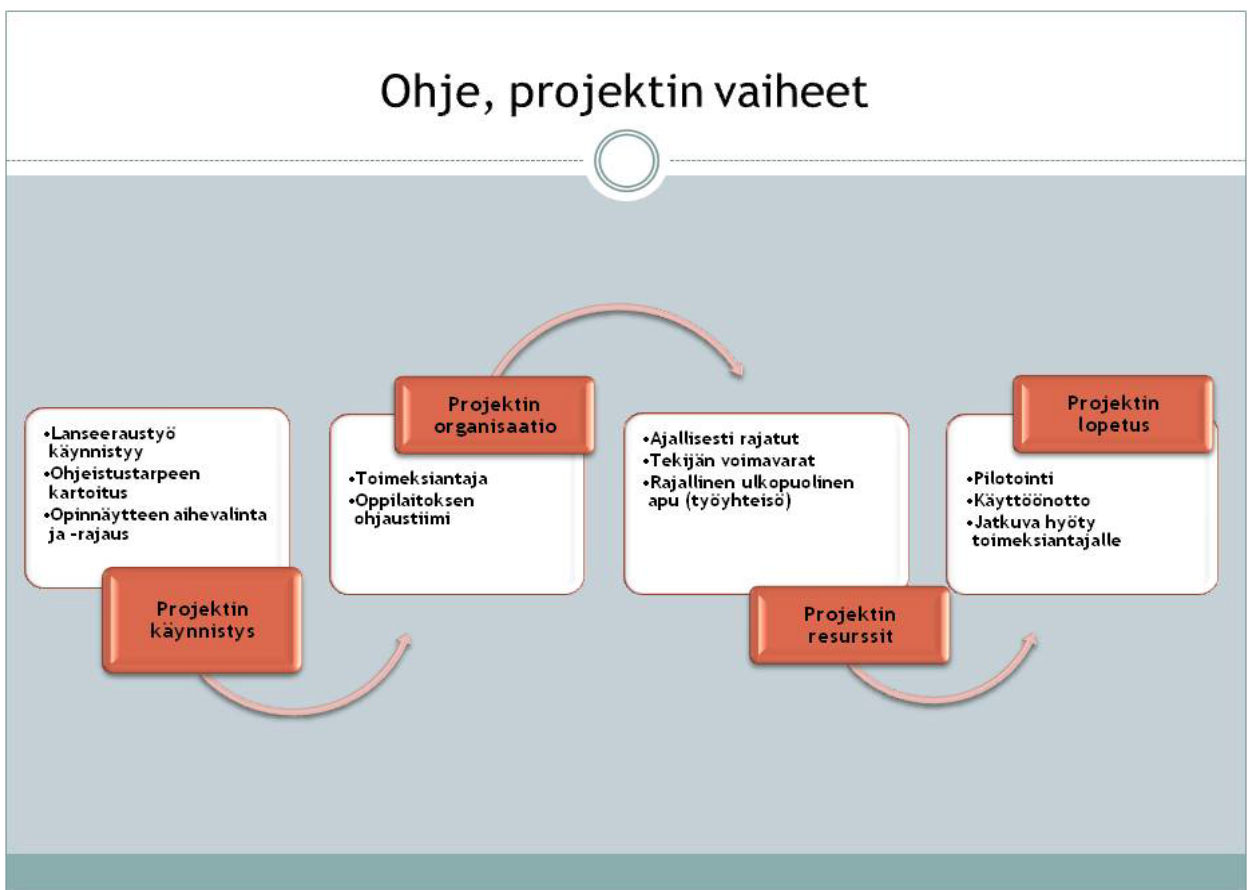 Ohje, projektin vaiheet
•Lanseeraustyö
käynnistyy
•Ohjeistustarpeen
kartoitus
•Opinnäytteen aihevalinta
ja -rajaus
Projektin
käynnistys
Projektin
organisaatio
•Toimeksiantaja
•Oppilaitoksen
ohjaustiimi
•Ajallisesti rajatut
•Tekijän voimavarat
•Rajallinen ulkopuolinen
apu (työyhteisö)
Projektin
resurssit
Projektin
lopetus
•Pilotointi
•Käyttöönotto
•Jatkuva hyöty
toimeksiantajalle